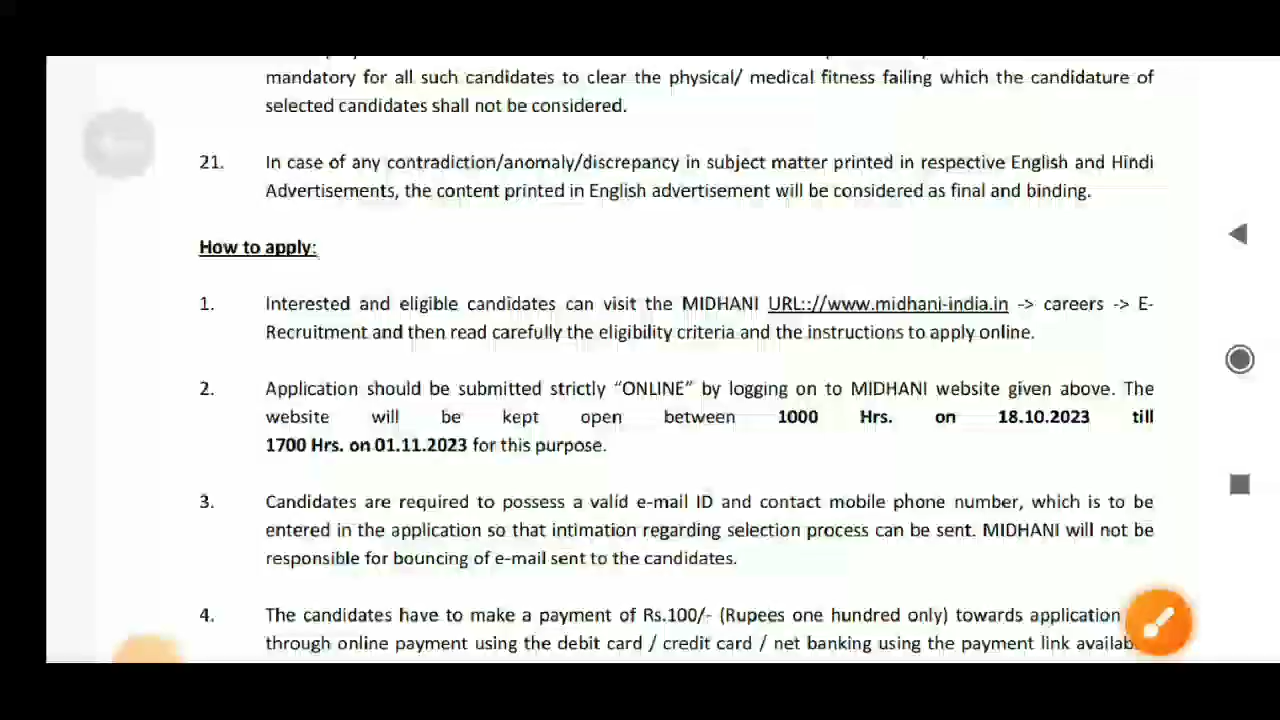 mandatory for all such candidates to clear the physical/ medical fitness failing which the candidature of
selected candidates shall not be considered.
21. In case of any contradiction/anomaly/discrepancy in subject matter printed in respective English and Hindi
Advertisements, the content printed in English advertisement will be considered as final and binding.
How to apply:
1. Interested and eligible candidates can visit the MIDHANI URL:://www.midhani-india.in -> careers -> E-
Recruitment and then read carefully the eligibility criteria and the instructions to apply online.
2. Application should be submitted strictly “ONLINE” by logging on to MIDHANI website given above. The
website will be kept open between 1000 Hrs. on 18.10.2023 till
1700 Hrs. on 01.11.2023 for this purpose.
3. Candidates are required to possess a valid e-mail ID and contact mobile phone number, which is to be
entered in the application so that intimation regarding selection process can be sent. MIDHANI will not be
responsible for bouncing of e-mail sent to the candidates.
4. The candidates have to make a payment of Rs.100/- (Rupees one hundred only) towards application
through online payment using the debit card / credit card / net banking using the payment link